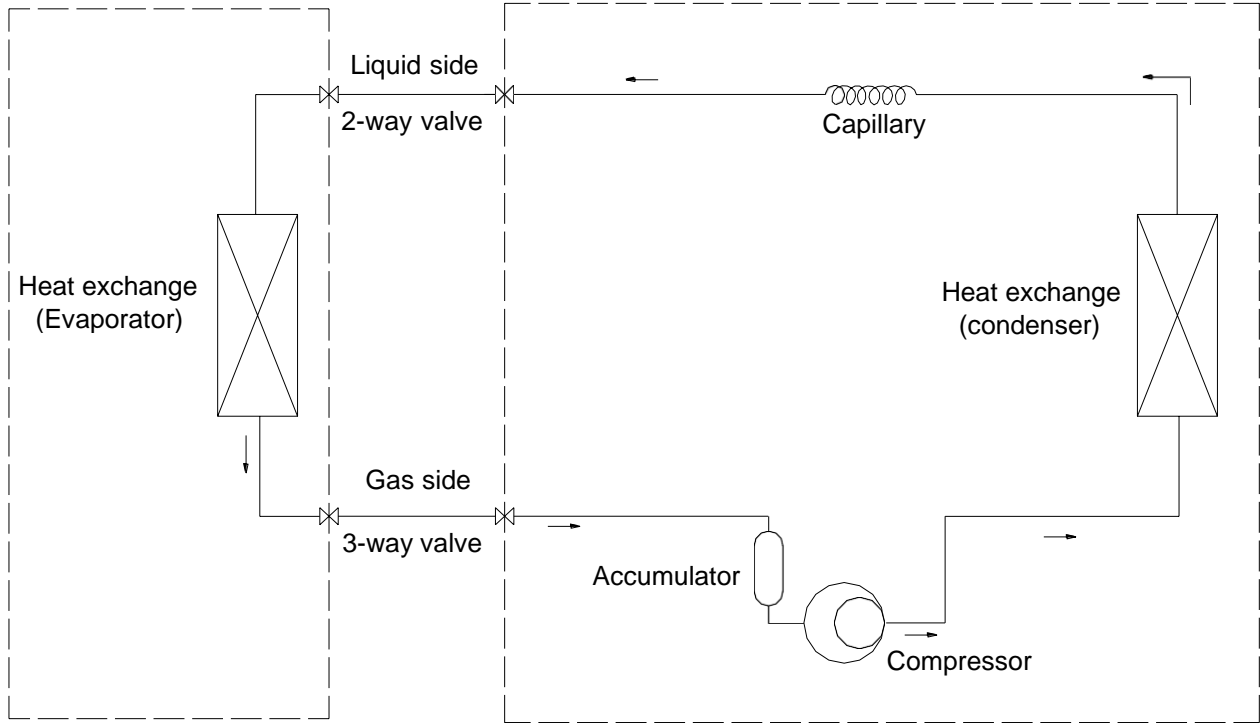 Liquid side
2-way valve
Capillary
Heat exchange
(Evaporator)
Heat exchange
(condenser)
Gas side
3-way valve
Accumulator
Compressor